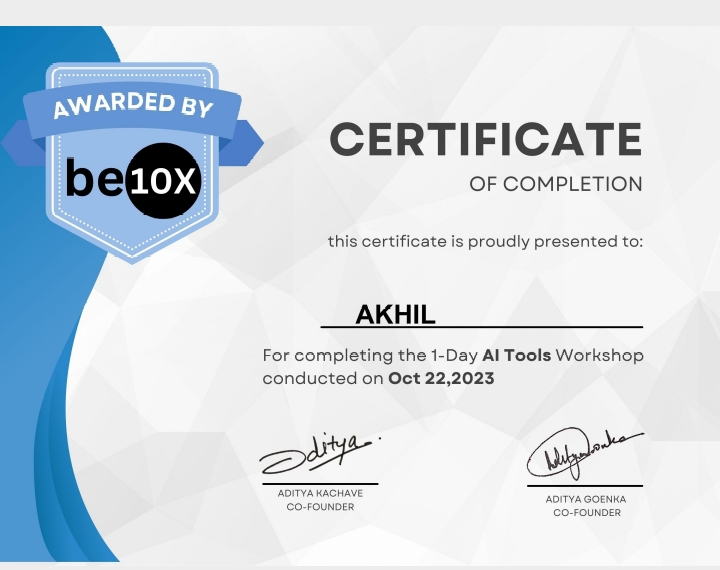 AWARDED BY
be10X
CERTIFICATE
OF COMPLETION
this certificate is proudly presented to:
AKHIL
For completing the 1-Day AI Tools Workshop
conducted on Oct 22,2023
Aditya
AdityaGoenka
ADITYA KACHAVE
CO-FOUNDER
ADITYA GOENKA
CO-FOUNDER